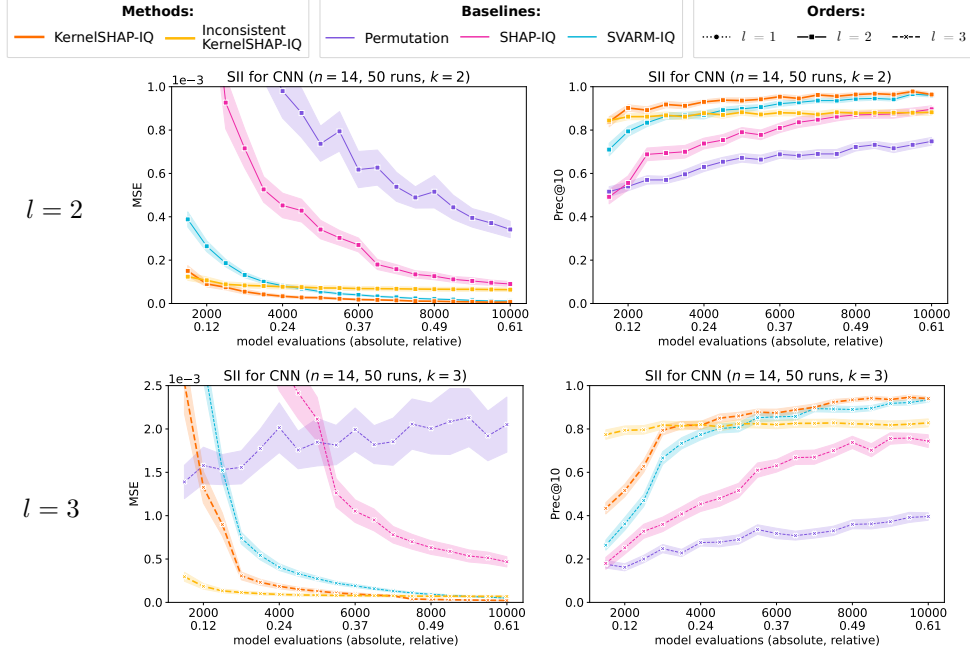 Methods:
KernelSHAP-IQ
Inconsistent
KernelSHAP-IQ
Baselines:
Permutation
SHAP-IQ
SVARM-IQ
Orders:
l = 1
l = 2
l = 3
l = 2
SII for CNN (n = 14, 50 runs, k = 2)
1e−3
MSE
1.0
0.8
0.6
0.4
0.2
0.0
2000 4000 6000 8000 10000
0.12 0.24 0.37 0.49 0.61
model evaluations (absolute, relative)
SII for CNN (n = 14, 50 runs, k = 2)
Prec@10
1.0
0.8
0.6
0.4
0.2
0.0
2000 4000 6000 8000 10000
0.12 0.24 0.37 0.49 0.61
model evaluations (absolute, relative)
l = 3
SII for CNN (n = 14, 50 runs, k = 3)
1e−3
MSE
2.5
2.0
1.5
1.0
0.5
0.0
2000 4000 6000 8000 10000
0.12 0.24 0.37 0.49 0.61
model evaluations (absolute, relative)
SII for CNN (n = 14, 50 runs, k = 3)
Prec@10
1.0
0.8
0.6
0.4
0.2
0.0
2000 4000 6000 8000 10000
0.12 0.24 0.37 0.49 0.61
model evaluations (absolute, relative)